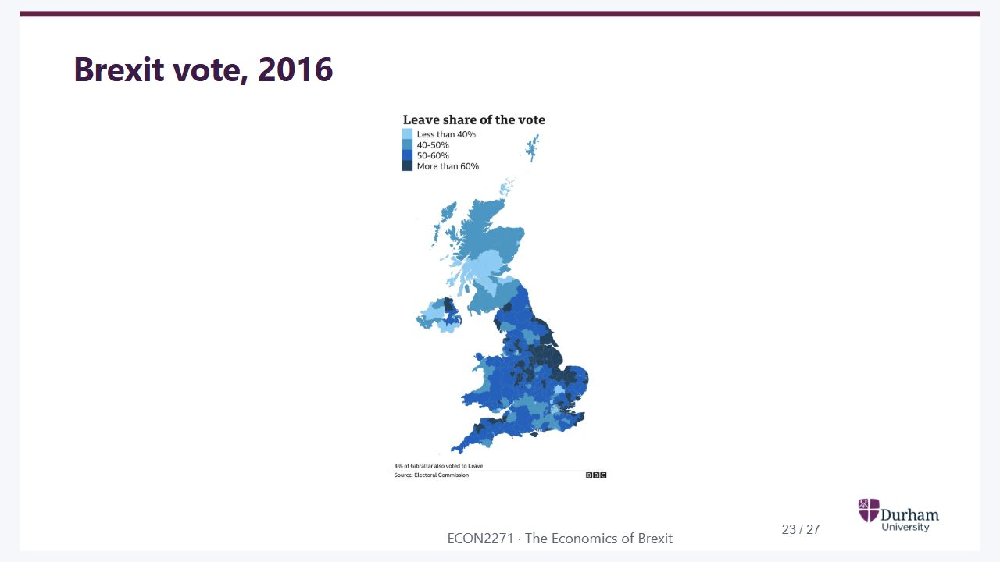 Brexit vote, 2016
Leave share of the vote
Less than 40%
40-50%
50-60%
More than 60%
4% of Gibraltar also voted to Leave
Source: Electoral Commission
BBC
ECON2271 · The Economics of Brexit
23 / 27
Durham
University